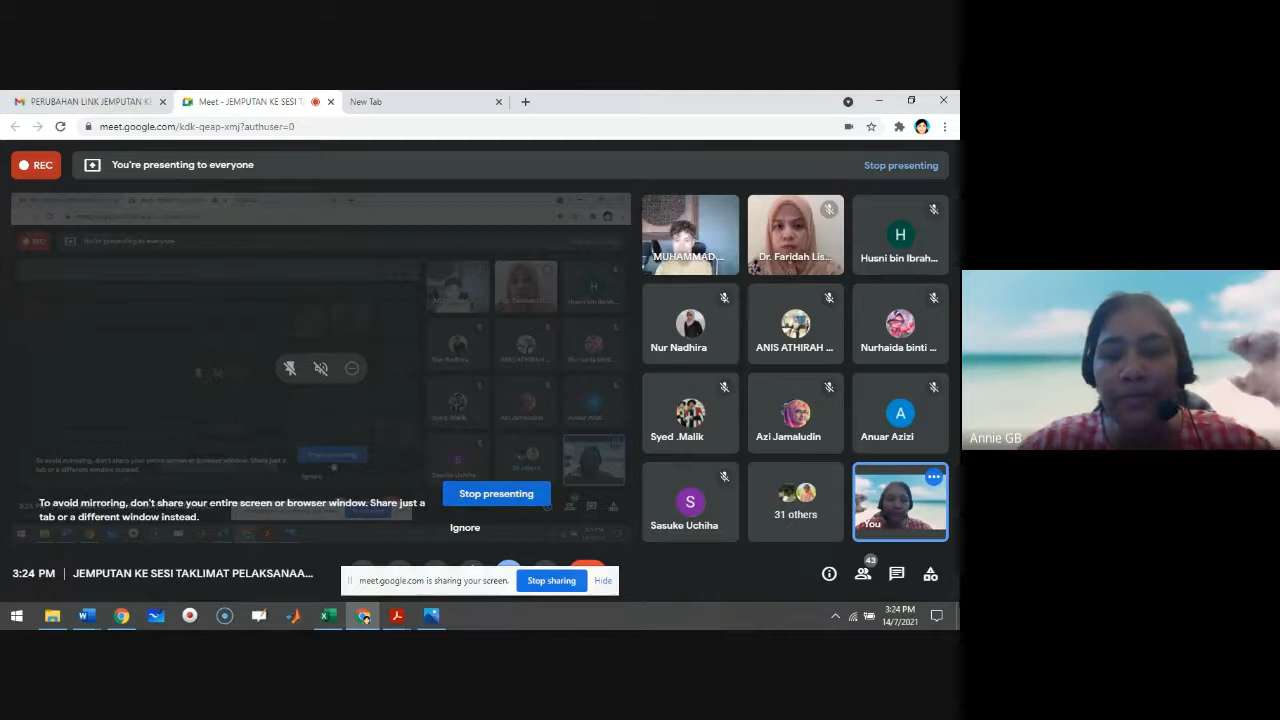 PERUBAHAN LINK JEMPUTAN KE
Meet - JEMPUTAN KE SESI TA
New Tab
meet.google.com/kdk-qeap-xmj?authuser=0
REC
You're presenting to everyone
Stop presenting
MUHAMMAD ...
Dr. Faridah Lis...
H
Husni bin Ibrah...
Nur Nadhira
ANIS ATHIRAH ...
Nurhaida binti ...
Syed .Malik
Azi Jamaludin
A
Anuar Azizi
S
Sasuke Uchiha
31 others
You
Annie GB
To avoid mirroring, don't share your entire screen or browser window. Share just a
tab or a different window instead.
Stop presenting
Ignore
3:24 PM | JEMPUTAN KE SESI TAKLIMAT PELAKSANAA...
meet.google.com is sharing your screen.
Stop sharing
Hide
43
3:24 PM
14/7/2021